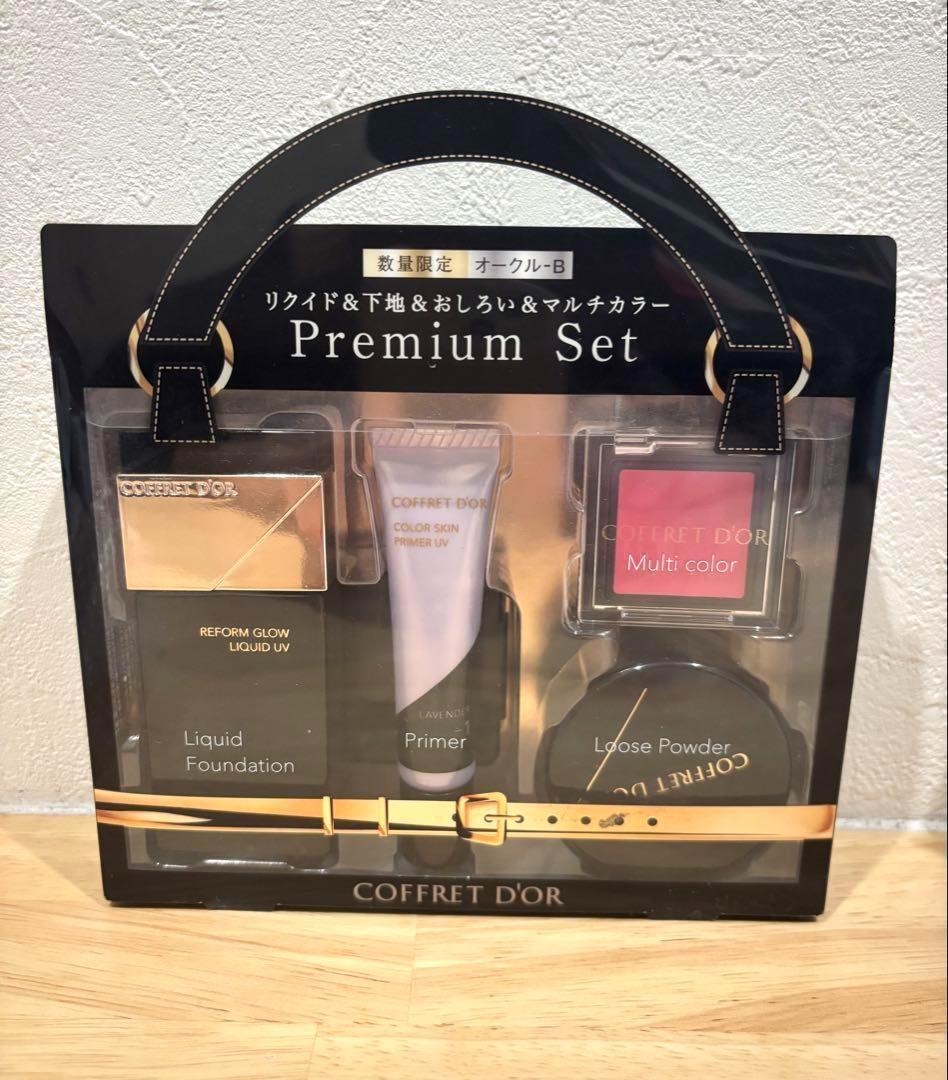 数量限定 オークル-B
リクイド＆下地＆おしろい＆マルチカラー
Premium Set
COFFRET D'OR
REFORM GLOW
LIQUID UV
Liquid
Foundation
COFFRET D'OR
COLOR SKIN
PRIMER UV
LAVENDER
Primer
COFFRET D'OR
Multi color
Loose Powder
COFFRET D'O
COFFRET D'OR